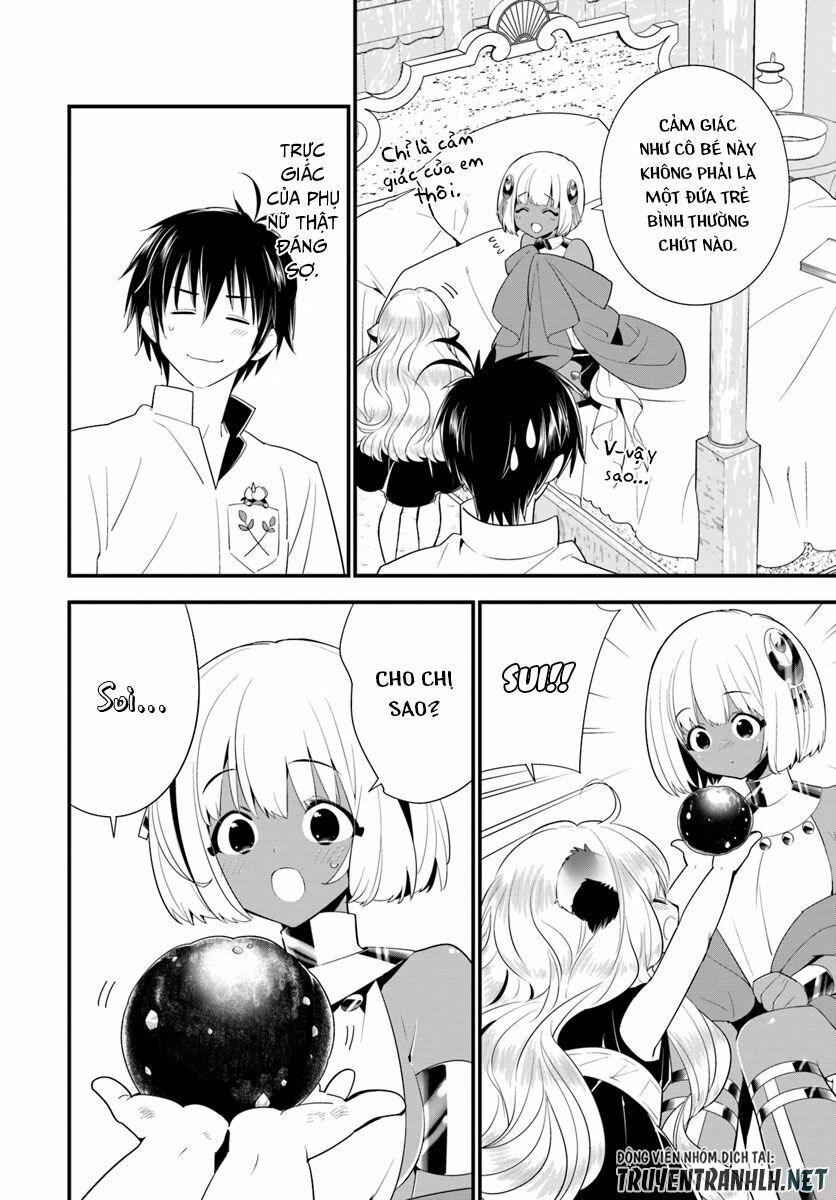 CẢM GIÁC
NHƯ CÔ BÉ NÀY
KHÔNG PHẢI LÀ
MỘT ĐỨA TRẺ
BÌNH THƯỜNG
CHÚT NÀO.
Chỉ là cảm
giác của em
thôi.
V-vậy
sao...
TRỰC
GIÁC
CỦA PHỤ
NỮ THẬT
ĐÁNG
SỢ.
SUI!!
CHO CHỊ
SAO?
Sui...
ĐỘNG VIÊN NHÓM DỊCH TẠI:
TRUYENTRANHLH.NET